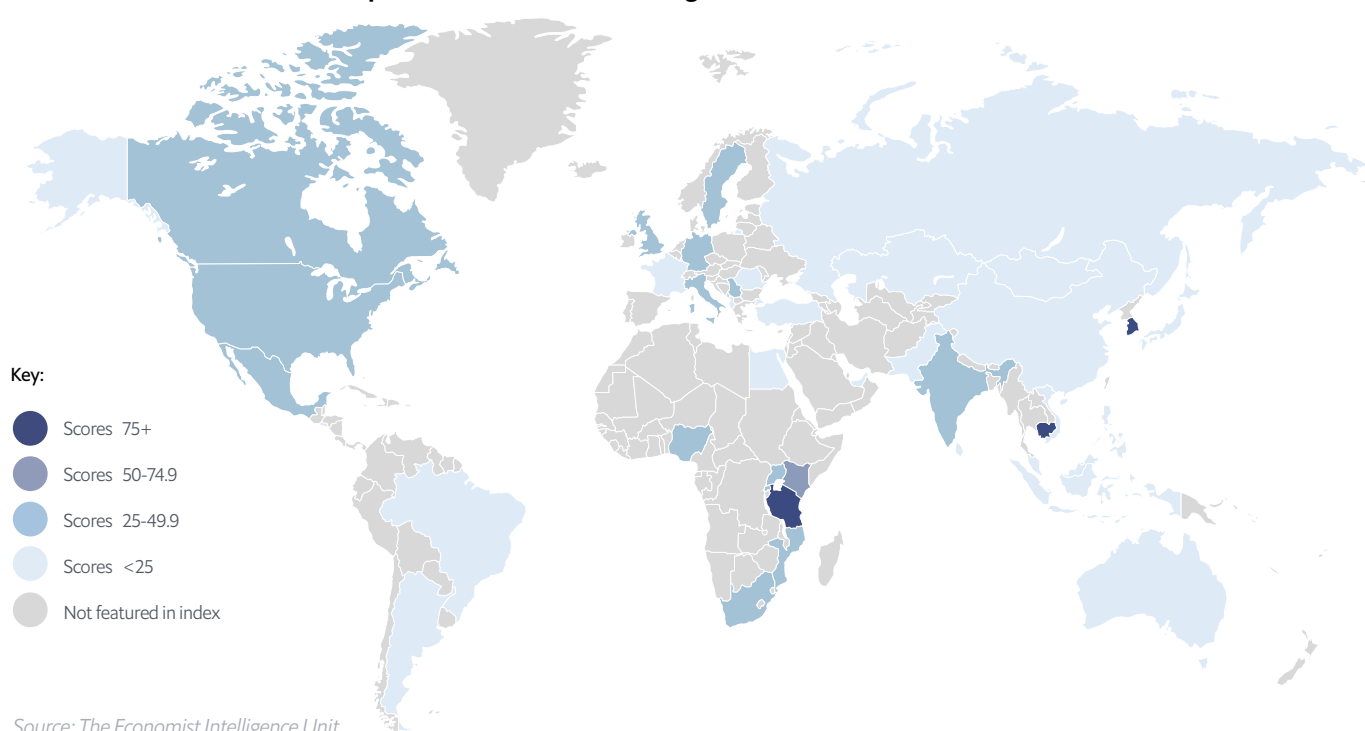 Key:
Scores 75+
Scores 50-74.9
Scores 25-49.9
Scores <25
Not featured in index
Source: The Economist Intelligence Unit